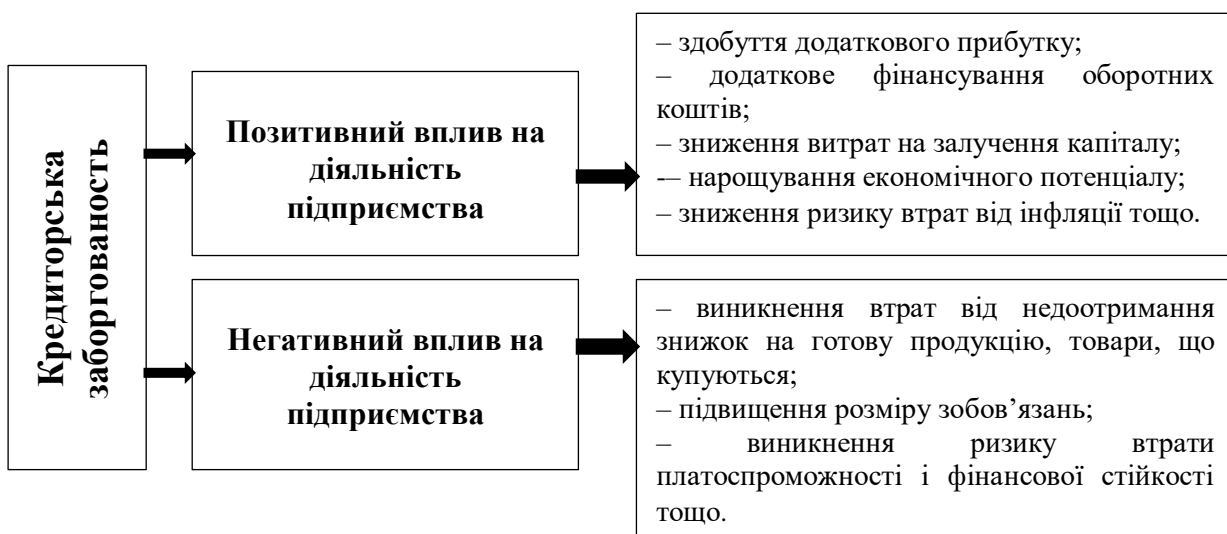 Кредиторська
заборгованость
Позитивний вплив на
діяльність
підприємства
– здобуття додаткового прибутку;
– додаткове фінансування оборотних
коштів;
– зниження витрат на залучення капіталу;
-– нарощування економічного потенціалу;
– зниження ризику втрат від інфляції тощо.
Негативний вплив на
діяльність
підприємства
– виникнення втрат від недоотримання
знижок на готову продукцію, товари, що
купуються;
– підвищення розміру зобов’язань;
– виникнення ризику втрати
платоспроможності і фінансової стійкості
тощо.